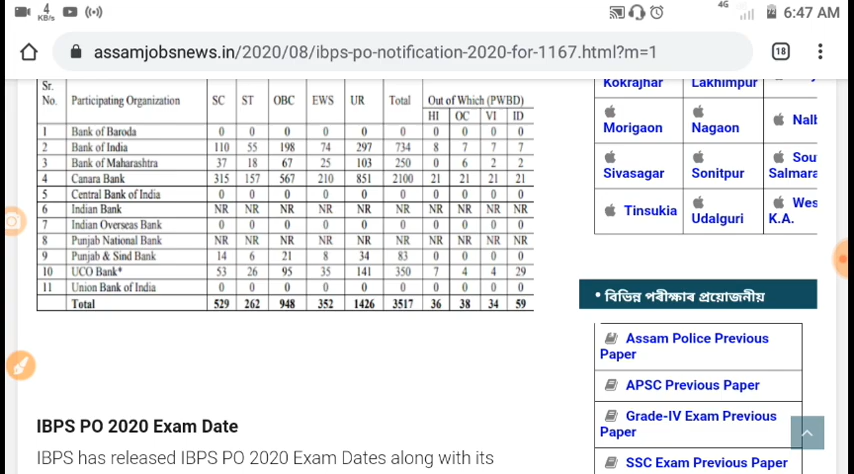 4
KB/s
4G
72
6:47 AM
assamjobsnews.in/2020/08/ibps-po-notification-2020-for-1167.html?m=1
18
Sr. No. Participating Organization SC ST OBC EWS UR Total Out of Which (PWBD)
HI OC VI ID
1 Bank of Baroda 0 0 0 0 0 0 0 0 0 0
2 Bank of India 110 55 198 74 297 734 8 7 7 7
3 Bank of Maharashtra 37 18 67 25 103 250 0 6 2 2
4 Canara Bank 315 157 567 210 851 2100 21 21 21 21
5 Central Bank of India 0 0 0 0 0 0 0 0 0 0
6 Indian Bank NR NR NR NR NR NR NR NR NR NR
7 Indian Overseas Bank 0 0 0 0 0 0 0 0 0 0
8 Punjab National Bank NR NR NR NR NR NR NR NR NR NR
9 Punjab & Sind Bank 14 6 21 8 34 83 0 0 0 0
10 UCO Bank* 53 26 95 35 141 350 7 4 4 29
11 Union Bank of India 0 0 0 0 0 0 0 0 0 0
Total 529 262 948 352 1426 3517 36 38 34 59
IBPS PO 2020 Exam Date
IBPS has released IBPS PO 2020 Exam Dates along with its
Kokrajhar Lakhimpur
Morigaon Nagaon Nalb
Sivasagar Sonitpur Sou
Salmara
Tinsukia Udalguri Wes
K.A.
• বিভিন্ন পৰীক্ষাৰ প্ৰয়োজনীয়
Assam Police Previous
Paper
APSC Previous Paper
Grade-IV Exam Previous
Paper
SSC Exam Previous Paper